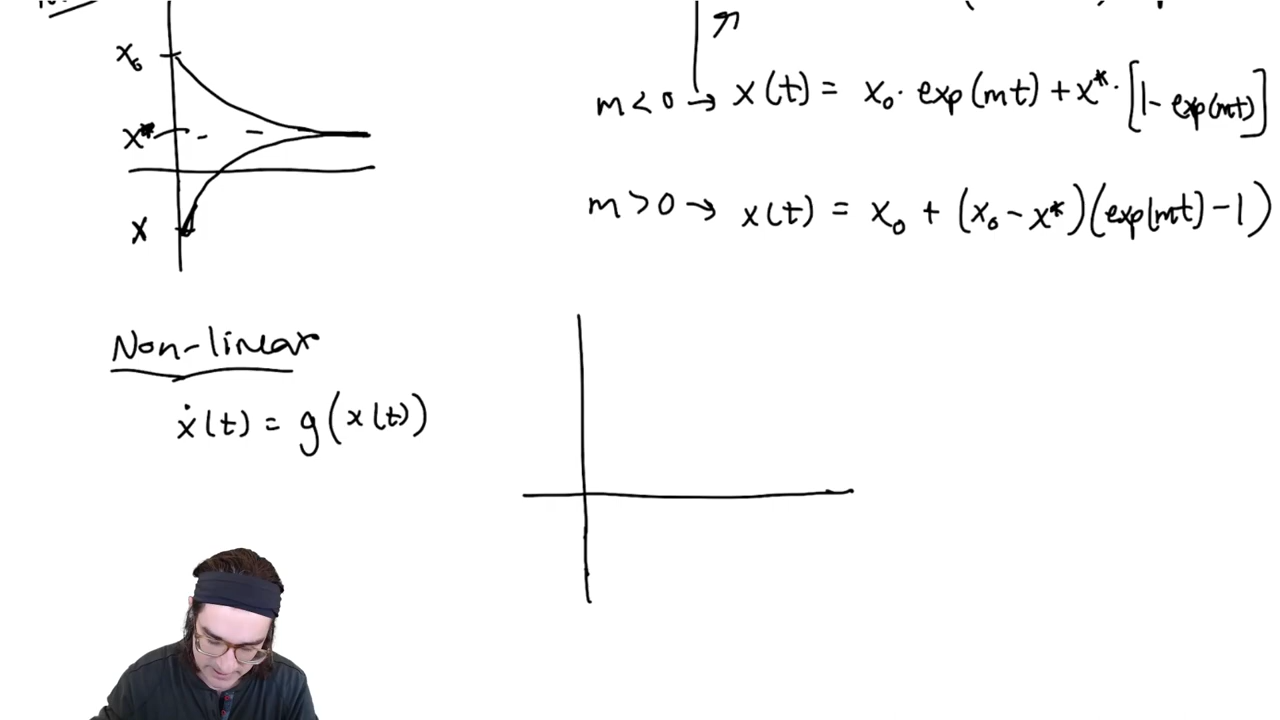 x₀
x*
x
m < 0 → x(t) = x₀ · exp(mt) + x* · [1 - exp(mt)]
m > 0 → x(t) = x₀ + (x₀ - x*)(exp(mt) - 1)
Non-linear
ẋ(t) = g(x(t))